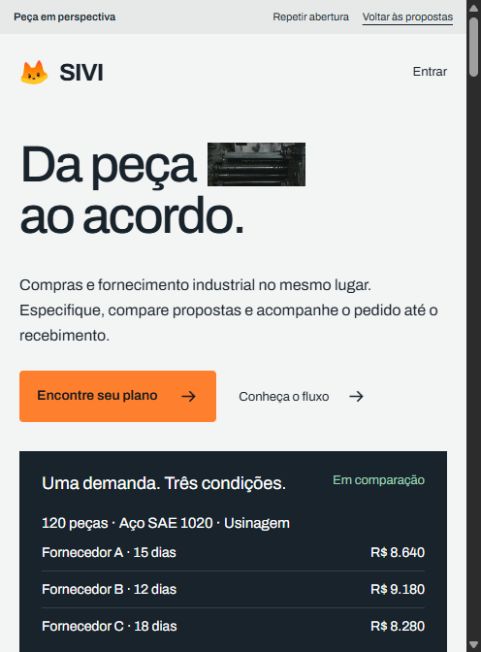 Peça em perspectiva
Repetir abertura
Voltar às propostas
SIVI
Entrar
Da peça
ao acordo.
Compras e fornecimento industrial no mesmo lugar.
Especifique, compare propostas e acompanhe o pedido até o
recebimento.
Encontre seu plano →
Conheça o fluxo →
Uma demanda. Três condições.
Em comparação
120 peças · Aço SAE 1020 · Usinagem
Fornecedor A · 15 dias R$ 8.640
Fornecedor B · 12 dias R$ 9.180
Fornecedor C · 18 dias R$ 8.280